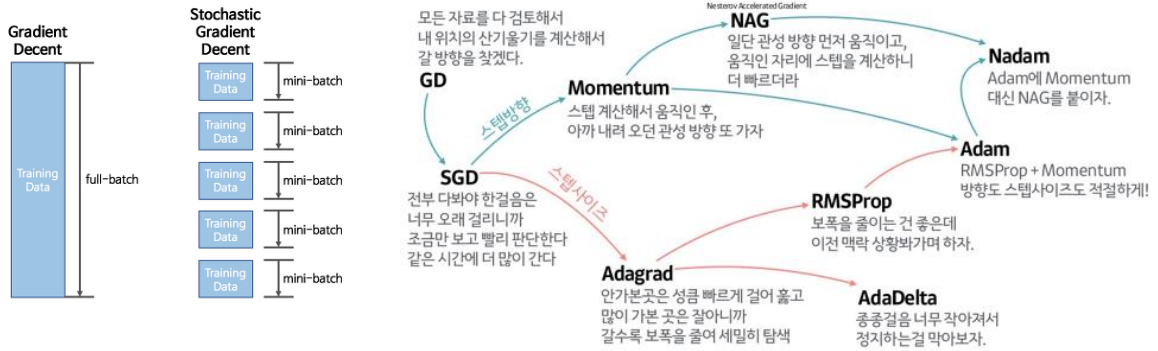 Gradient
Decent
Training
Data
full-batch
Stochastic
Gradient
Decent
Training
Data
mini-batch
Training
Data
mini-batch
Training
Data
mini-batch
Training
Data
mini-batch
Training
Data
mini-batch
모든 자료를 다 검토해서
내 위치의 산기울기를 계산해서
갈 방향을 찾겠다.
GD
스텝방향
SGD
전부 다봐야 한걸음은
너무 오래 걸리니까
조금만 보고 빨리 판단한다
같은 시간에 더 많이 간다
스텝사이즈
Momentum
스텝 계산해서 움직인 후,
아까 내려 오던 관성 방향 또 가자
Nesterov Accelerated Gradient
NAG
일단 관성 방향 먼저 움직이고,
움직인 자리에 스텝을 계산하니
더 빠르더라
Nadam
Adam에 Momentum
대신 NAG를 붙이자.
Adam
RMSProp + Momentum
방향도 스텝사이즈도 적절하게!
RMSProp
보폭을 줄이는 건 좋은데
이전 맥락 상황봐가며 하자.
Adagrad
안가본곳은 성큼 빠르게 걸어 훑고
많이 가본 곳은 잘아니까
갈수록 보폭을 줄여 세밀히 탐색
AdaDelta
종종걸음 너무 작아져서
정지하는걸 막아보자.